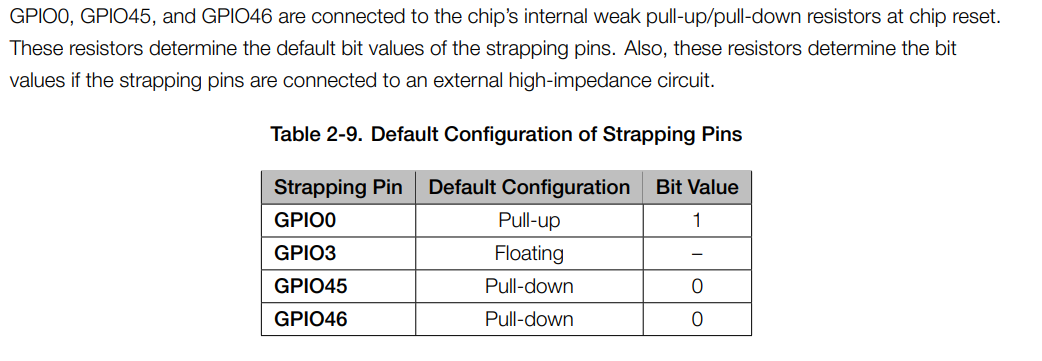 GPIO0, GPIO45, and GPIO46 are connected to the chip’s internal weak pull-up/pull-down resistors at chip reset.
These resistors determine the default bit values of the strapping pins. Also, these resistors determine the bit
values if the strapping pins are connected to an external high-impedance circuit.
Table 2-9. Default Configuration of Strapping Pins
Strapping Pin Default Configuration Bit Value
GPIO0 Pull-up 1
GPIO3 Floating –
GPIO45 Pull-down 0
GPIO46 Pull-down 0